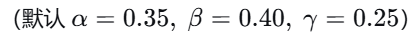 (默认 α = 0.35, β = 0.40, γ = 0.25)